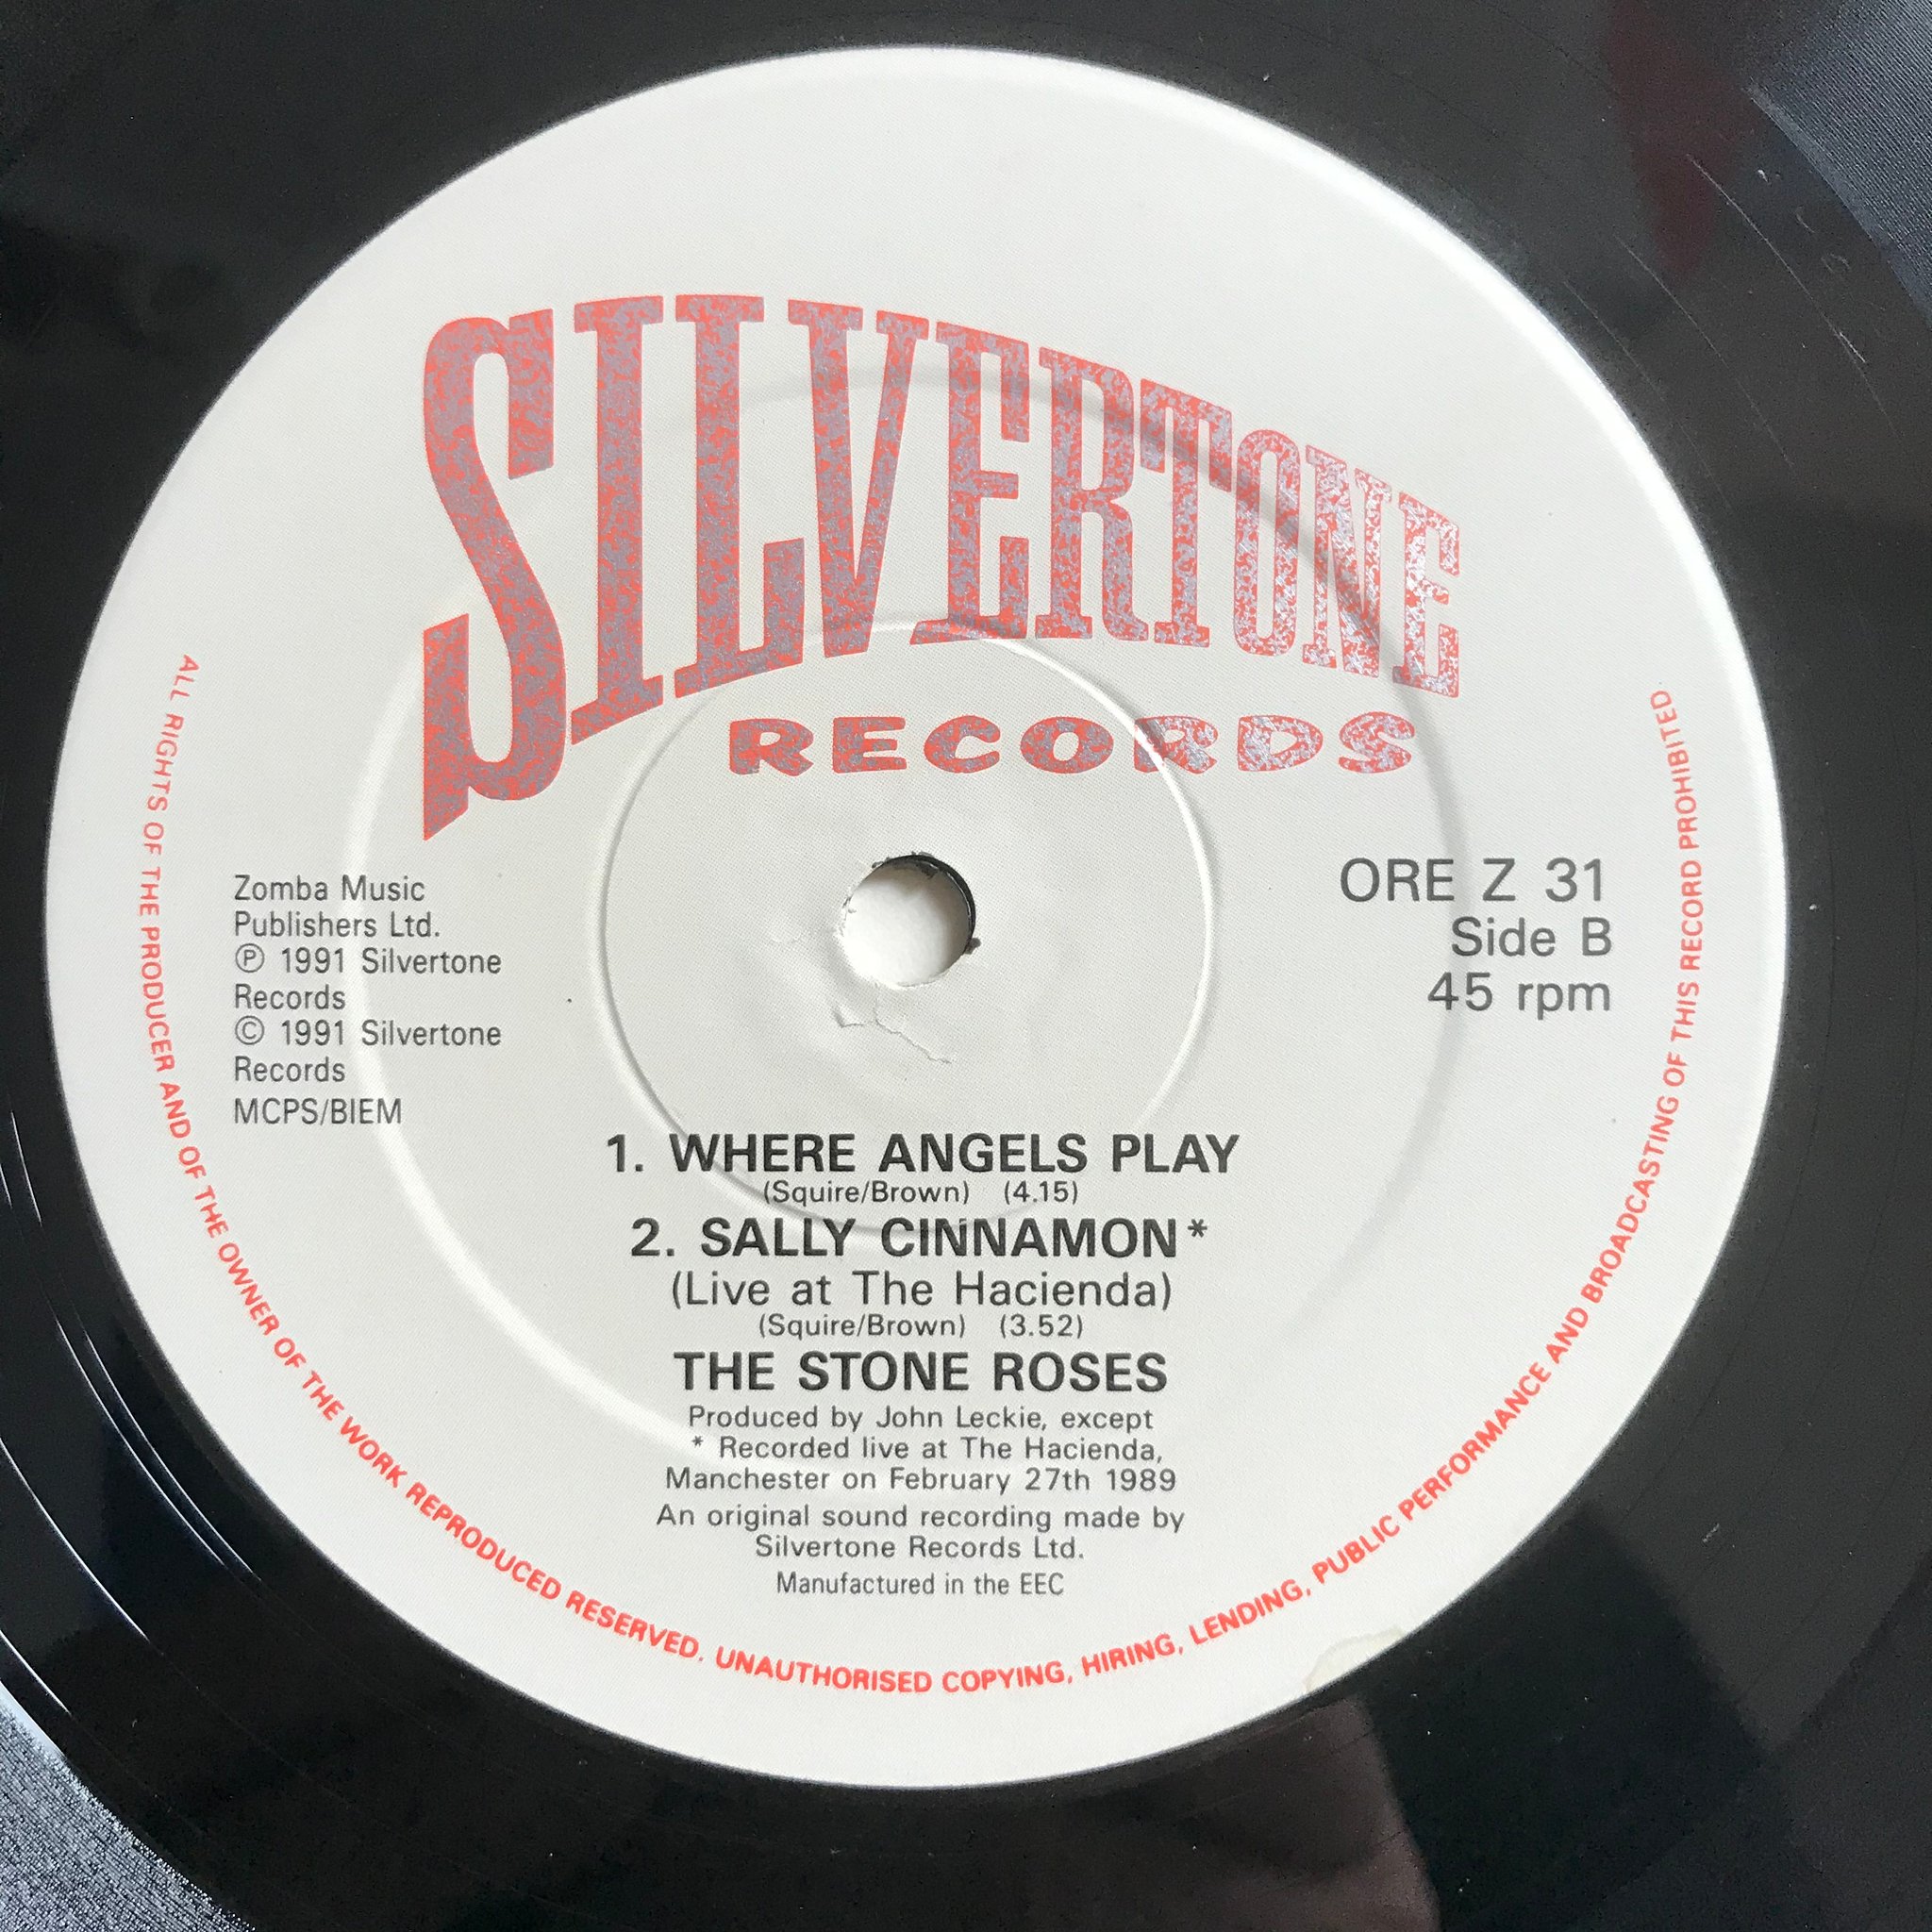 SILVERTONE
RECORDS
Zomba Music
Publishers Ltd.
℗ 1991 Silvertone
Records
© 1991 Silvertone
Records
MCPS/BIEM
ORE Z 31
Side B
45 rpm
1. WHERE ANGELS PLAY
(Squire/Brown) (4.15)
2. SALLY CINNAMON*
(Live at The Hacienda)
(Squire/Brown) (3.52)
THE STONE ROSES
Produced by John Leckie, except
* Recorded live at The Hacienda,
Manchester on February 27th 1989
An original sound recording made by
Silvertone Records Ltd.
Manufactured in the EEC
ALL RIGHTS OF THE PRODUCER AND OF THE OWNER OF THE WORK REPRODUCED RESERVED. UNAUTHORISED COPYING, HIRING, LENDING, PUBLIC PERFORMANCE AND BROADCASTING OF THIS RECORD PROHIBITED